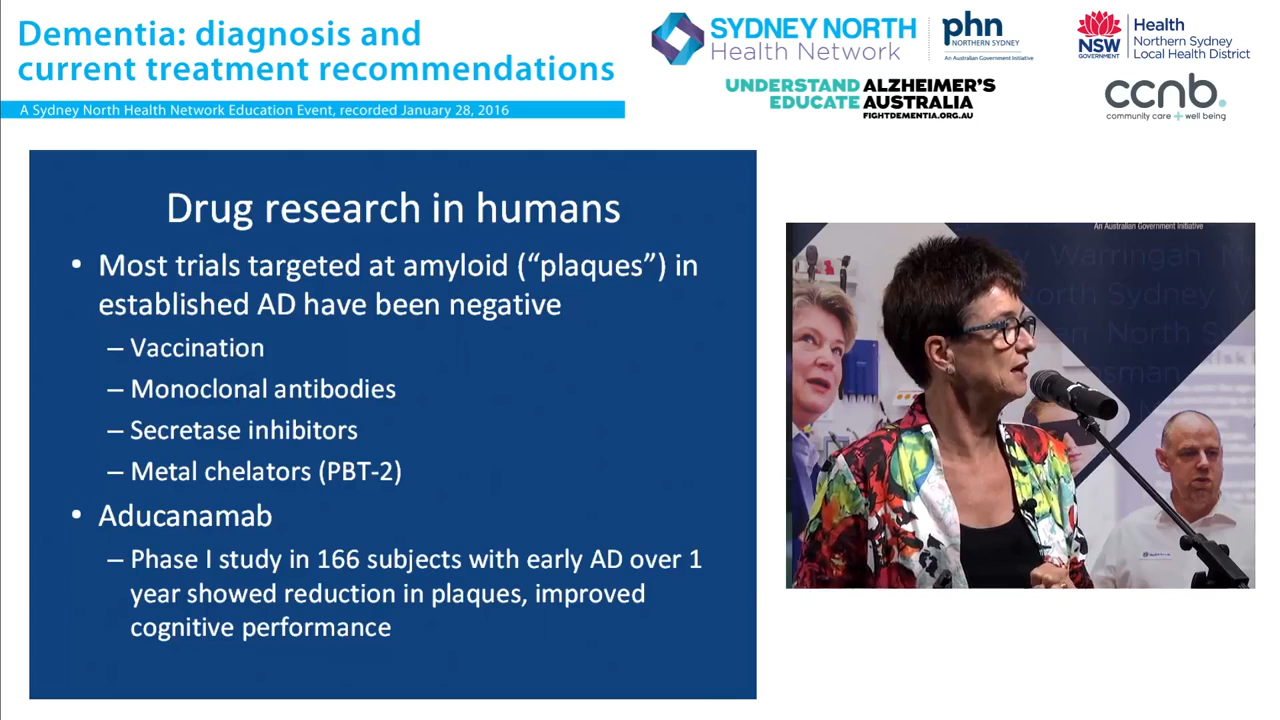 Dementia: diagnosis and
current treatment recommendations
A Sydney North Health Network Education Event, recorded January 28, 2016
SYDNEY NORTH
Health Network
phn
NORTHERN SYDNEY
An Australian Government Initiative
NSW
GOVERNMENT
Health
Northern Sydney
Local Health District
UNDERSTAND ALZHEIMER'S
EDUCATE AUSTRALIA
FIGHTDEMENTIA.ORG.AU
ccnb.
community care + well being
Drug research in humans
• Most trials targeted at amyloid (“plaques”) in
established AD have been negative
– Vaccination
– Monoclonal antibodies
– Secretase inhibitors
– Metal chelators (PBT-2)
• Aducanamab
– Phase I study in 166 subjects with early AD over 1
year showed reduction in plaques, improved
cognitive performance
An Australian Government Initiative
Warringah
orth Sydney
North Sy